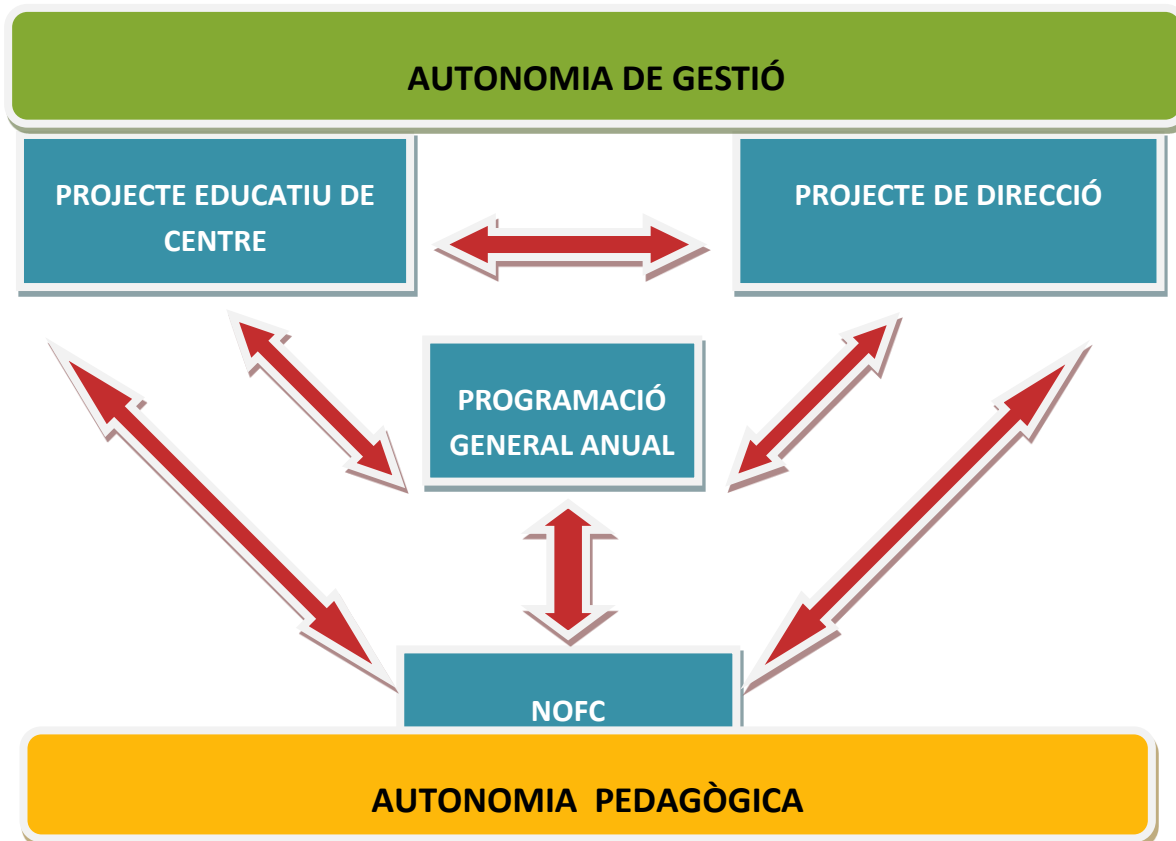 AUTONOMIA DE GESTIÓ
PROJECTE EDUCATIU DE
CENTRE
PROJECTE DE DIRECCIÓ
PROGRAMACIÓ
GENERAL ANUAL
NOFC
AUTONOMIA PEDAGÒGICA